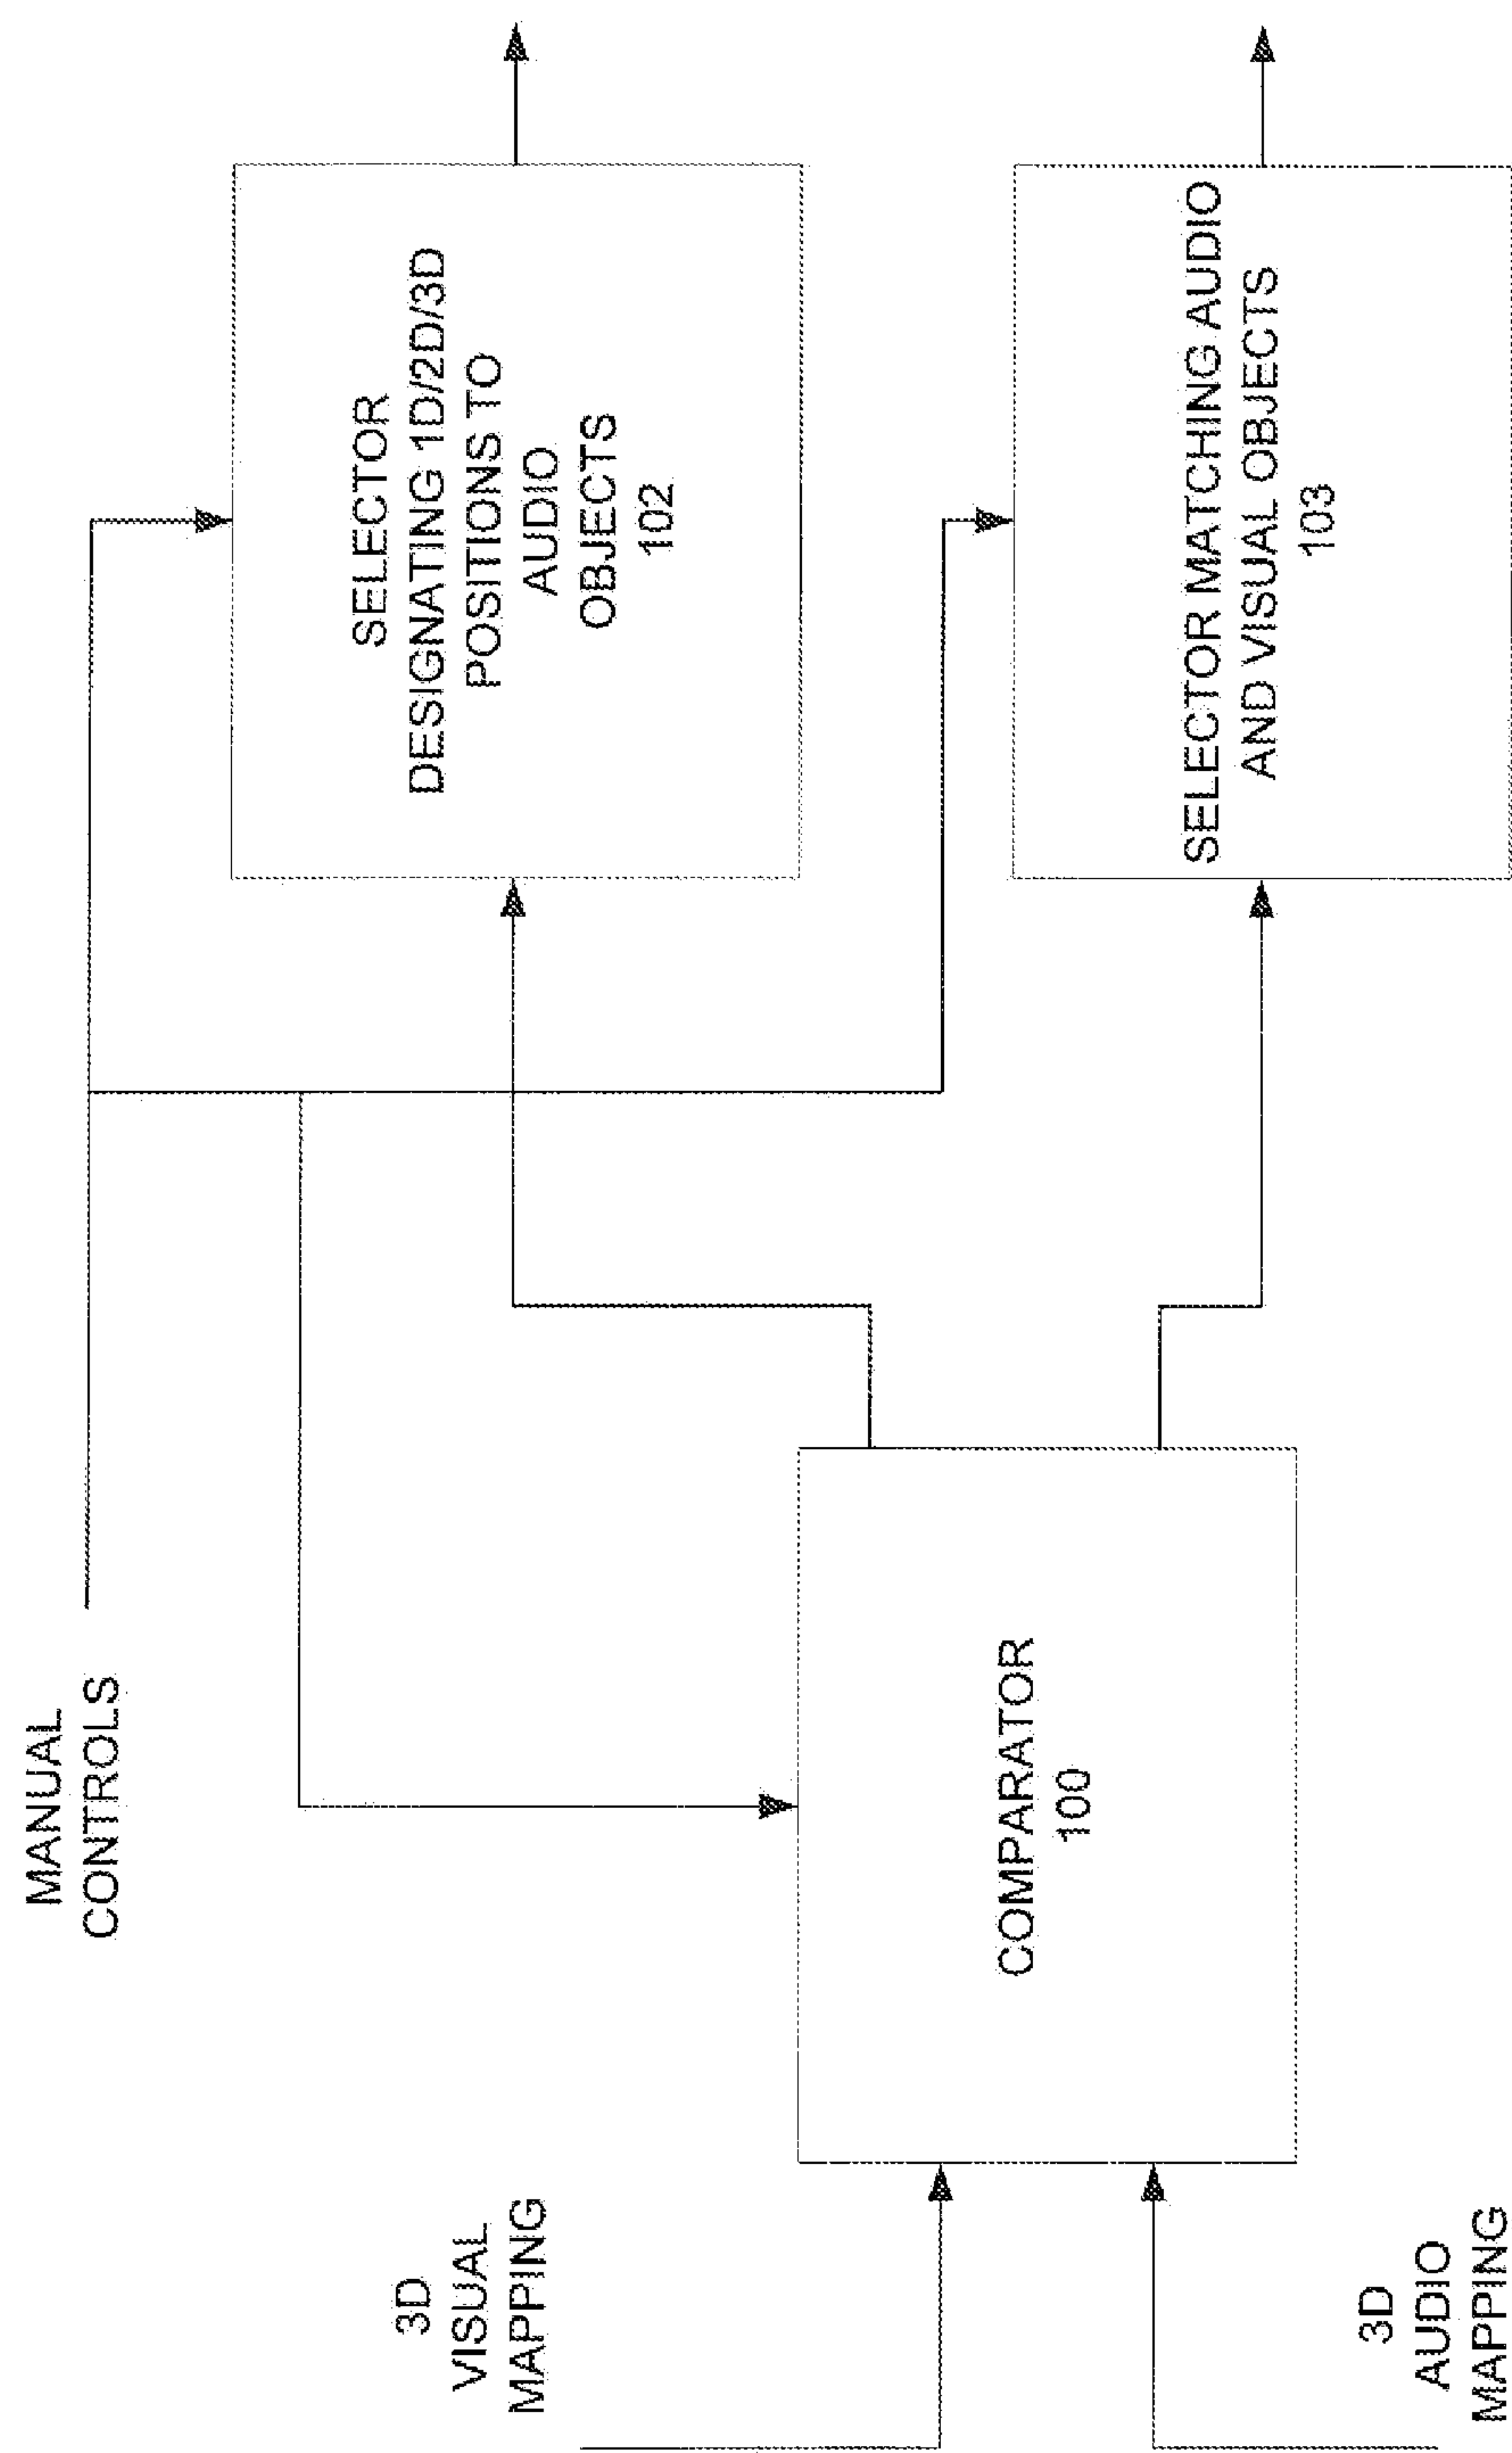 MANUAL
CONTROLS
3D
VISUAL
MAPPING
3D
AUDIO
MAPPING
COMPARATOR
100
SELECTOR
DESIGNATING 1D/2D/3D
POSITIONS TO
AUDIO
OBJECTS
102
SELECTOR MATCHING AUDIO
AND VISUAL OBJECTS
103